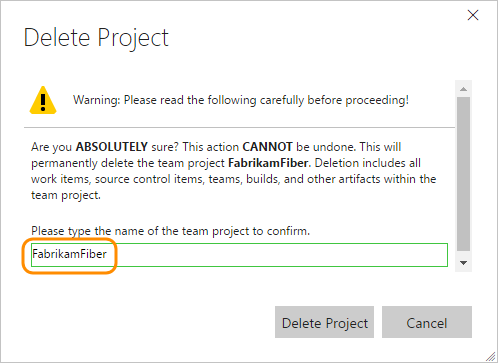 Delete Project
Warning: Please read the following carefully before proceeding!
Are you ABSOLUTELY sure? This action CANNOT be undone. This will
permanently delete the team project FabrikamFiber. Deletion includes all
work items, source control items, teams, builds, and other artifacts within the
team project.
Please type the name of the team project to confirm.
FabrikamFiber
Delete Project
Cancel